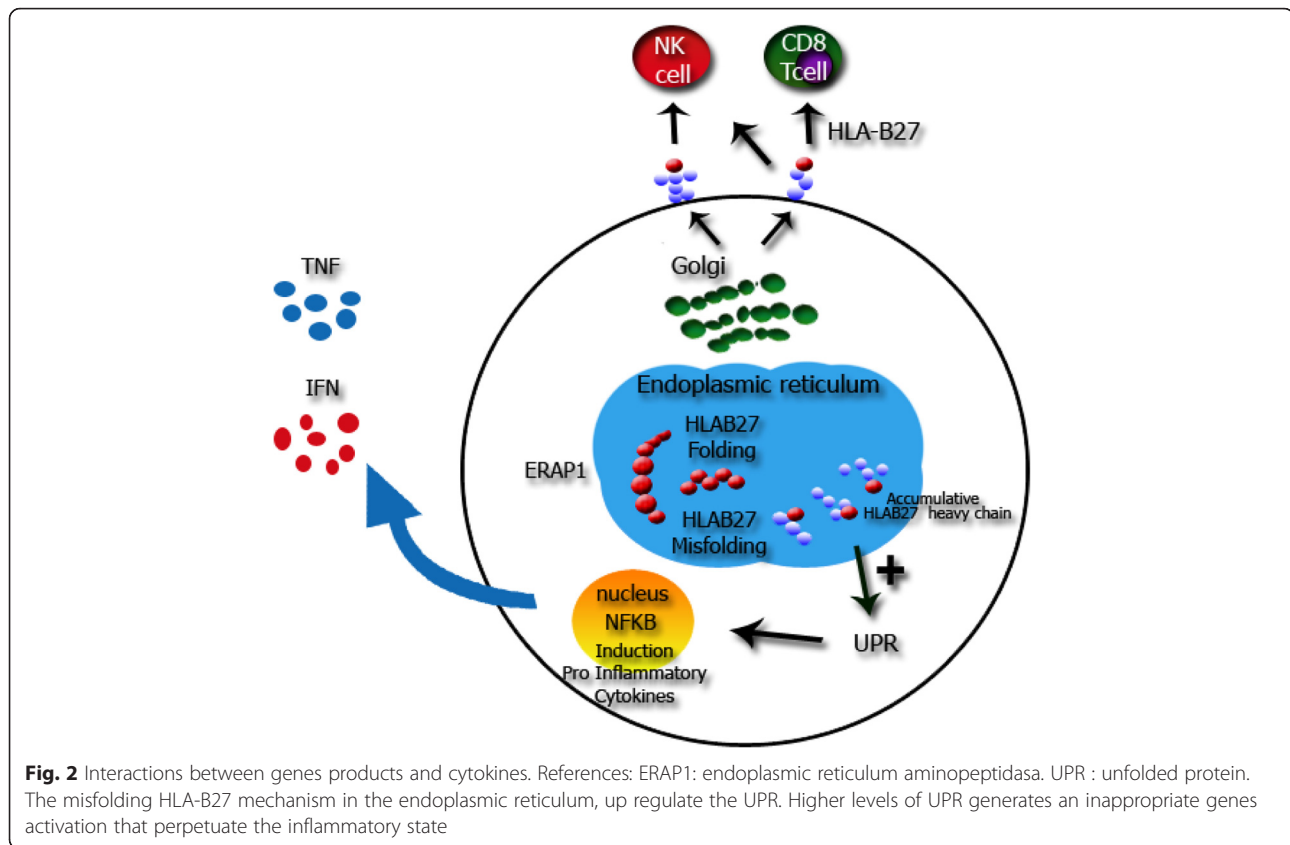 NK
cell
CD8
Tcell
HLA-B27
Golgi
TNF
IFN
Endoplasmic reticulum
HLAB27
Folding
ERAP1
HLAB27
Misfolding
Accumulative
HLAB27 heavy chain
+
UPR
nucleus
NFKB
Induction
Pro Inflammatory
Cytokines
Fig. 2 Interactions between genes products and cytokines. References: ERAP1: endoplasmic reticulum aminopeptidasa. UPR : unfolded protein.
The misfolding HLA-B27 mechanism in the endoplasmic reticulum, up regulate the UPR. Higher levels of UPR generates an inappropriate genes
activation that perpetuate the inflammatory state